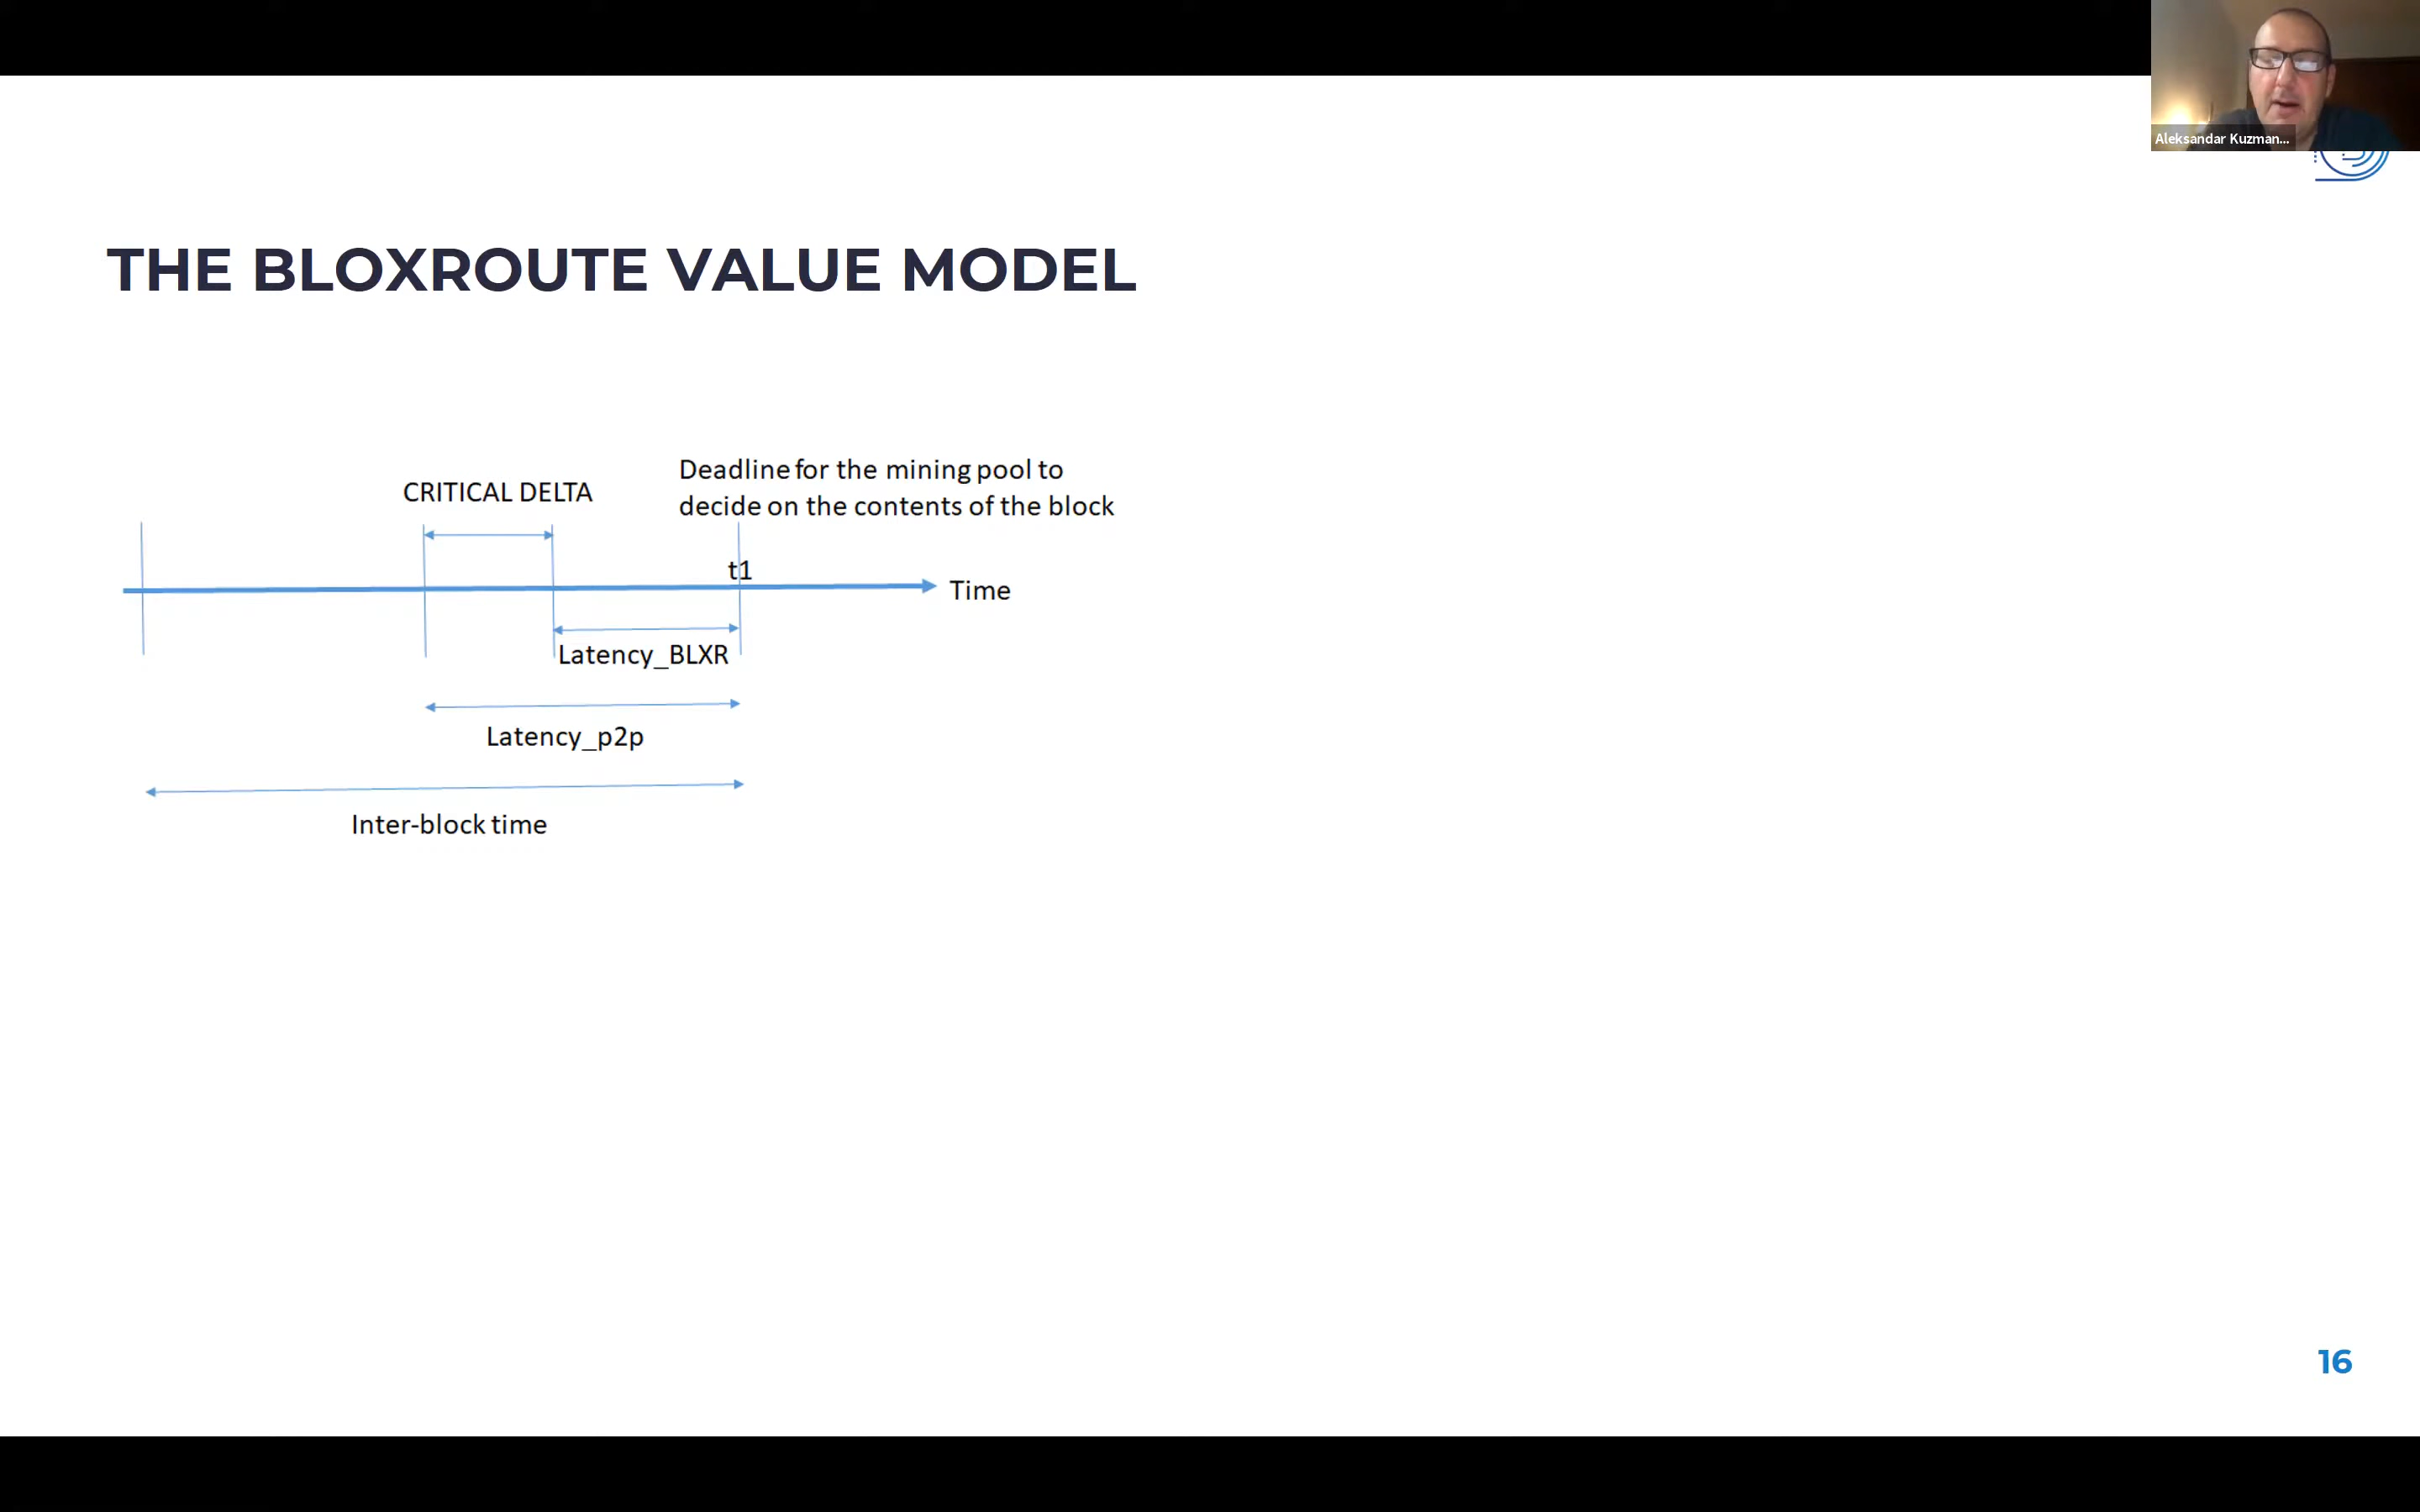 Aleksandar Kuzman...
THE BLOXROUTE VALUE MODEL
Deadline for the mining pool to
decide on the contents of the block
CRITICAL DELTA
t1
Time
Latency_BLXR
Latency_p2p
Inter-block time
16